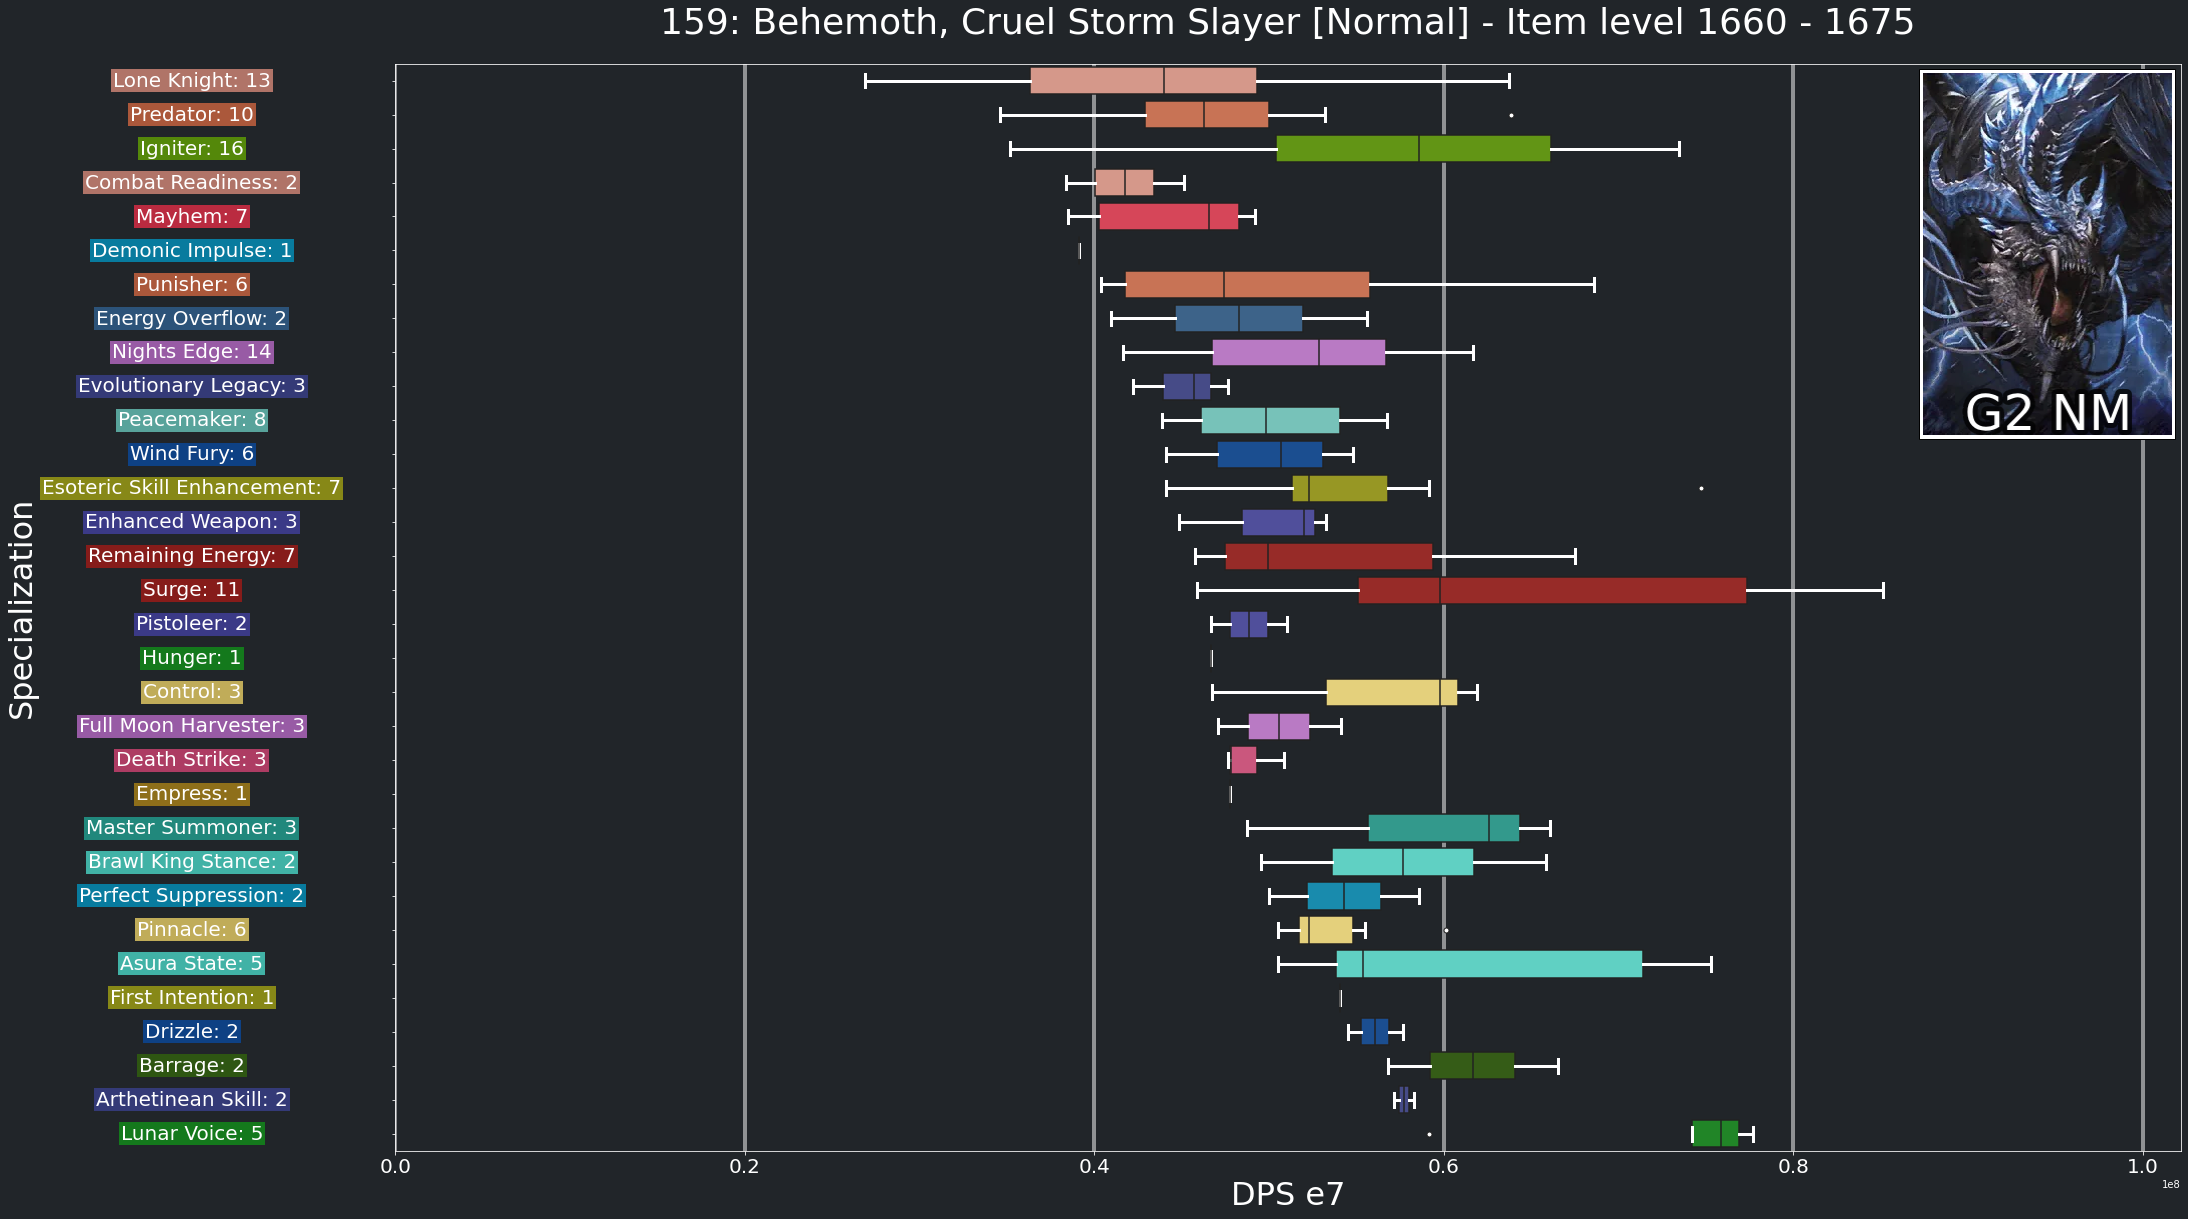 159: Behemoth, Cruel Storm Slayer [Normal] - Item level 1660 - 1675
Lone Knight: 13
Predator: 10
Igniter: 16
Combat Readiness: 2
Mayhem: 7
Demonic Impulse: 1
Punisher: 6
Energy Overflow: 2
Nights Edge: 14
Evolutionary Legacy: 3
Peacemaker: 8
Wind Fury: 6
Esoteric Skill Enhancement: 7
Enhanced Weapon: 3
Remaining Energy: 7
Surge: 11
Pistoleer: 2
Hunger: 1
Control: 3
Full Moon Harvester: 3
Death Strike: 3
Empress: 1
Master Summoner: 3
Brawl King Stance: 2
Perfect Suppression: 2
Pinnacle: 6
Asura State: 5
First Intention: 1
Drizzle: 2
Barrage: 2
Arthetinean Skill: 2
Lunar Voice: 5
Specialization
G2 NM
0.0 0.2 0.4 0.6 0.8 1.0
1e8
DPS e7